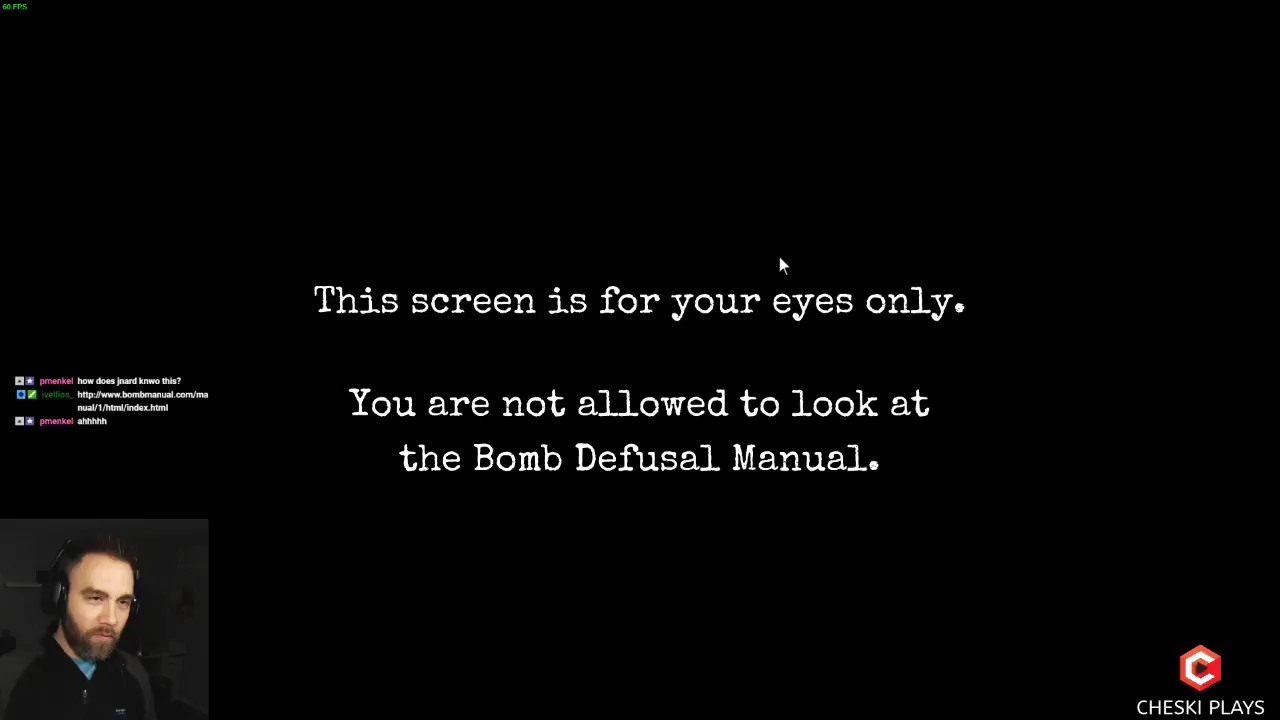 60 FPS
This screen is for your eyes only.
You are not allowed to look at
the Bomb Defusal Manual.
pmenkel how does jnard knwo this?
ivellios_ http://www.bombmanual.com/ma
nual/1/html/index.html
pmenkel ahhhhh
CHESKI PLAYS